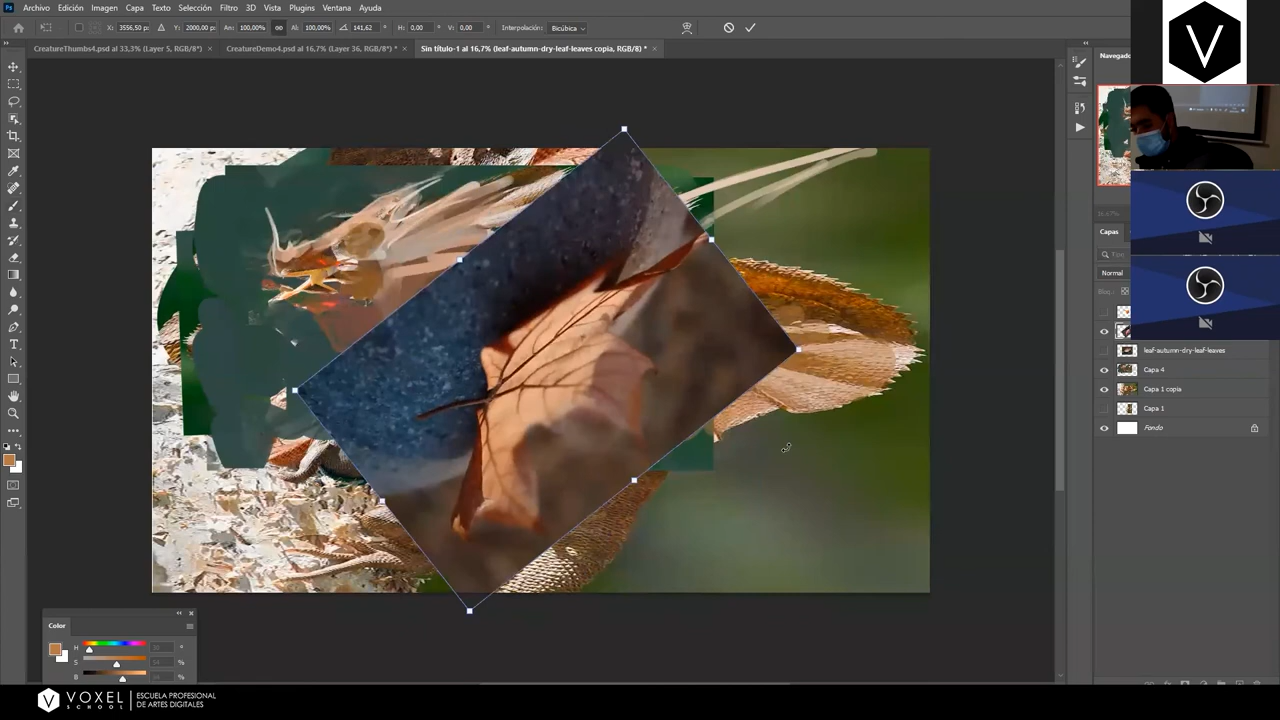 Ps Archivo Edición Imagen Capa Texto Selección Filtro 3D Vista Plugins Ventana Ayuda
X: 3556,50 px Y: 2000,00 px An: 100,00% Al: 100,00% 141,62 ° H: 0,00 ° V: 0,00 ° Interpolación: Bicúbica
CreatureThumbs4.psd al 33,3% (Layer 5, RGB/8*) × CreatureDemo4.psd al 16,7% (Layer 36, RGB/8*) * × Sin título-1 al 16,7% (leaf-autumn-dry-leaf-leaves copia, RGB/8) * ×
Navegador
Capas
Normal
leaf-autumn-dry-leaf-leaves
Capa 4
Capa 1 copia
Capa 1
Fondo
Color
H °
S 54 %
B %
VOXEL
SCHOOL
ESCUELA PROFESIONAL
DE ARTES DIGITALES